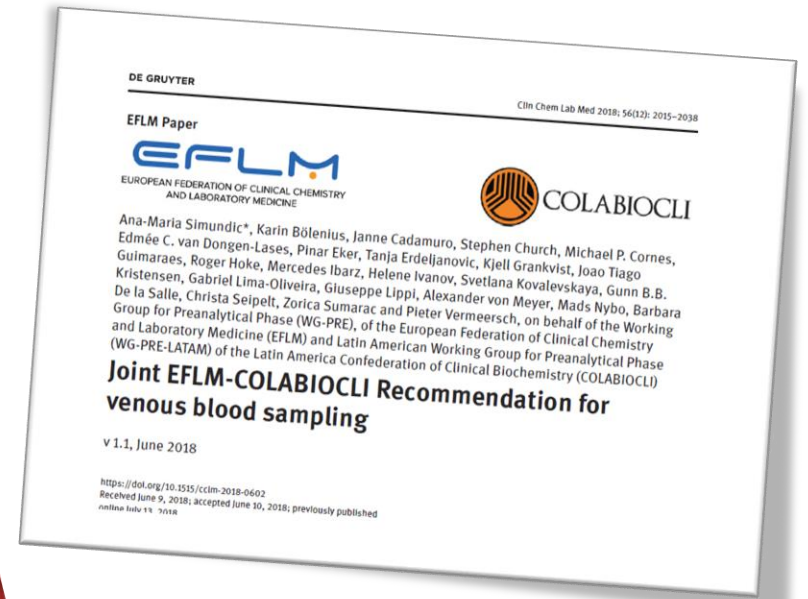 DE GRUYTER
Clin Chem Lab Med 2018; 56(12): 2015–2038
EFLM Paper
EFLM
EUROPEAN FEDERATION OF CLINICAL CHEMISTRY
AND LABORATORY MEDICINE
COLABIOCLI
Ana-Maria Simundic*, Karin Bölenius, Janne Cadamuro, Stephen Church, Michael P. Cornes,
Edmée C. van Dongen-Lases, Pinar Eker, Tanja Erdeljanovic, Kjell Grankvist, Joao Tiago
Guimaraes, Roger Hoke, Mercedes Ibarz, Helene Ivanov, Svetlana Kovalevskaya, Gunn B.B.
Kristensen, Gabriel Lima-Oliveira, Giuseppe Lippi, Alexander von Meyer, Mads Nybo, Barbara
De la Salle, Christa Seipelt, Zorica Sumarac and Pieter Vermeersch, on behalf of the Working
Group for Preanalytical Phase (WG-PRE), of the European Federation of Clinical Chemistry
and Laboratory Medicine (EFLM) and Latin American Working Group for Preanalytical Phase
(WG-PRE-LATAM) of the Latin America Confederation of Clinical Biochemistry (COLABIOCLI)
Joint EFLM-COLABIOCLI Recommendation for
venous blood sampling
v 1.1, June 2018
https://doi.org/10.1515/cclm-2018-0602
Received June 9, 2018; accepted June 10, 2018; previously published
online July 13, 2018